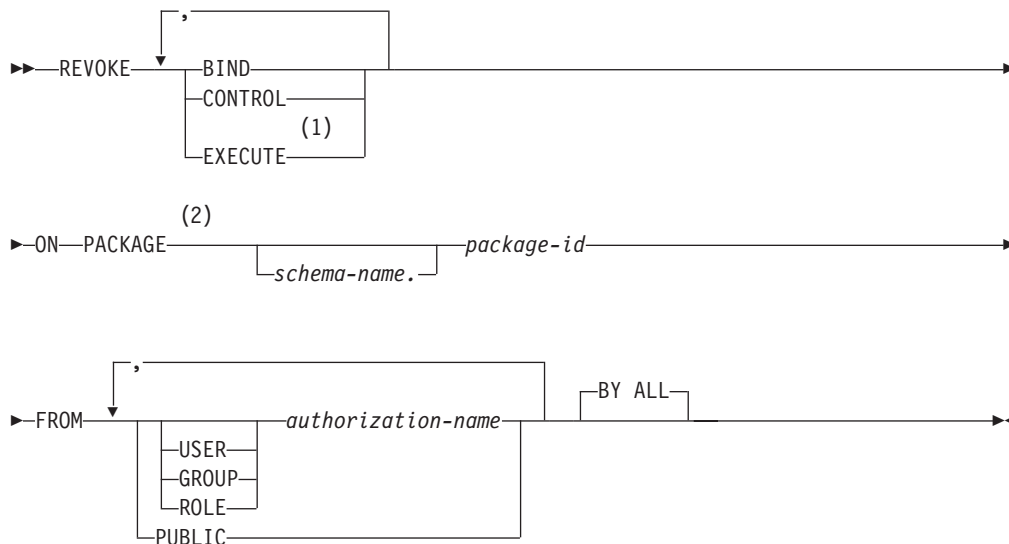 ,
REVOKE BIND
CONTROL
(1)
EXECUTE
(2)
ON PACKAGE package-id
schema-name.
,
BY ALL
FROM authorization-name
USER
GROUP
ROLE
PUBLIC